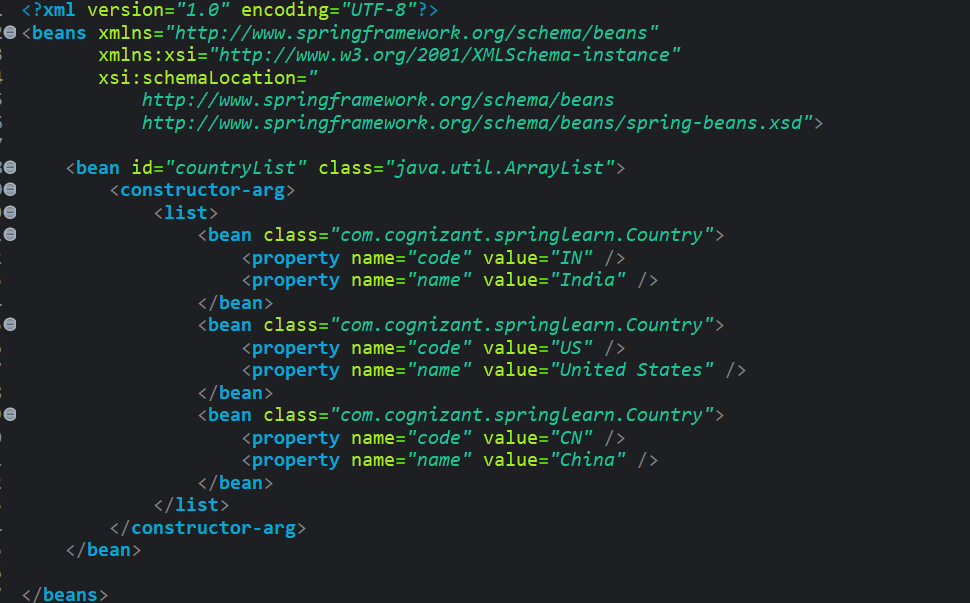 <?xml version="1.0" encoding="UTF-8"?>
<beans xmlns="http://www.springframework.org/schema/beans"
xmlns:xsi="http://www.w3.org/2001/XMLSchema-instance"
xsi:schemaLocation="
http://www.springframework.org/schema/beans
http://www.springframework.org/schema/beans/spring-beans.xsd">
<bean id="countryList" class="java.util.ArrayList">
<constructor-arg>
<list>
<bean class="com.cognizant.springlearn.Country">
<property name="code" value="IN" />
<property name="name" value="India" />
</bean>
<bean class="com.cognizant.springlearn.Country">
<property name="code" value="US" />
<property name="name" value="United States" />
</bean>
<bean class="com.cognizant.springlearn.Country">
<property name="code" value="CN" />
<property name="name" value="China" />
</bean>
</list>
</constructor-arg>
</bean>
</beans>